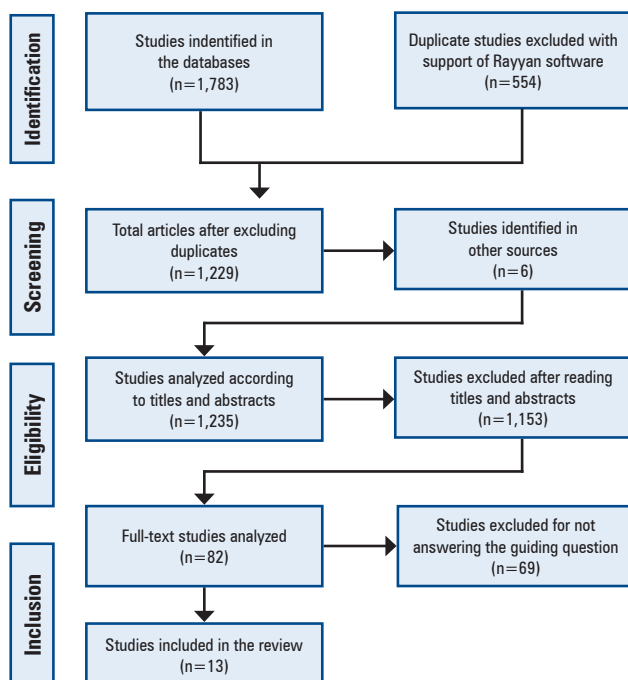 Identification
Studies indentified in
the databases
(n=1,783)
Duplicate studies excluded with
support of Rayyan software
(n=554)
Screening
Total articles after excluding
duplicates
(n=1,229)
Studies identified in
other sources
(n=6)
Eligibility
Studies analyzed according
to titles and abstracts
(n=1,235)
Studies excluded after reading
titles and abstracts
(n=1,153)
Inclusion
Full-text studies analyzed
(n=82)
Studies excluded for not
answering the guiding question
(n=69)
Studies included in the review
(n=13)